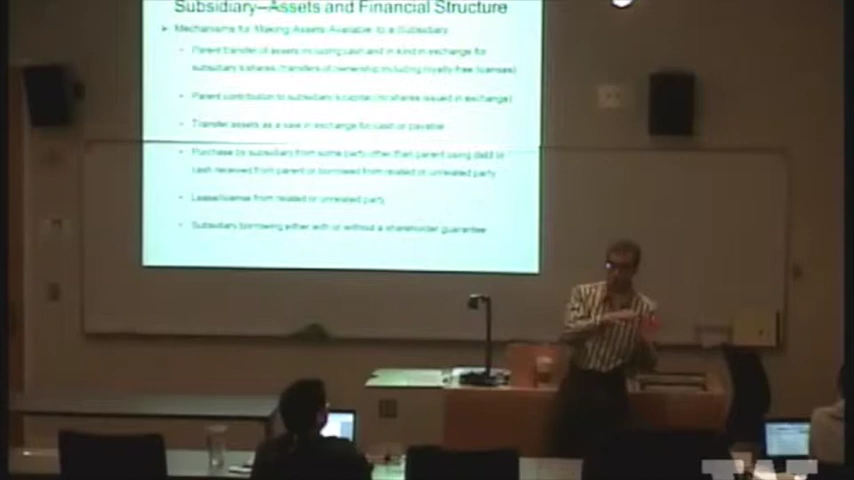 Subsidiary–Assets and Financial Structure
Mechanisms for Making Assets Available to a Subsidiary
Parent transfer of assets including cash and in kind in exchange for
subsidiary's shares (transfers of ownership including royalty-free licenses)
Parent contribution to subsidiary's capital (no shares issued in exchange)
Transfer assets as a sale in exchange for cash or payable
Purchase by subsidiary from some party other than parent using debt or
cash received from parent or borrowed from related or unrelated party
Lease/license from related or unrelated party
Subsidiary borrowing either with or without a shareholder guarantee